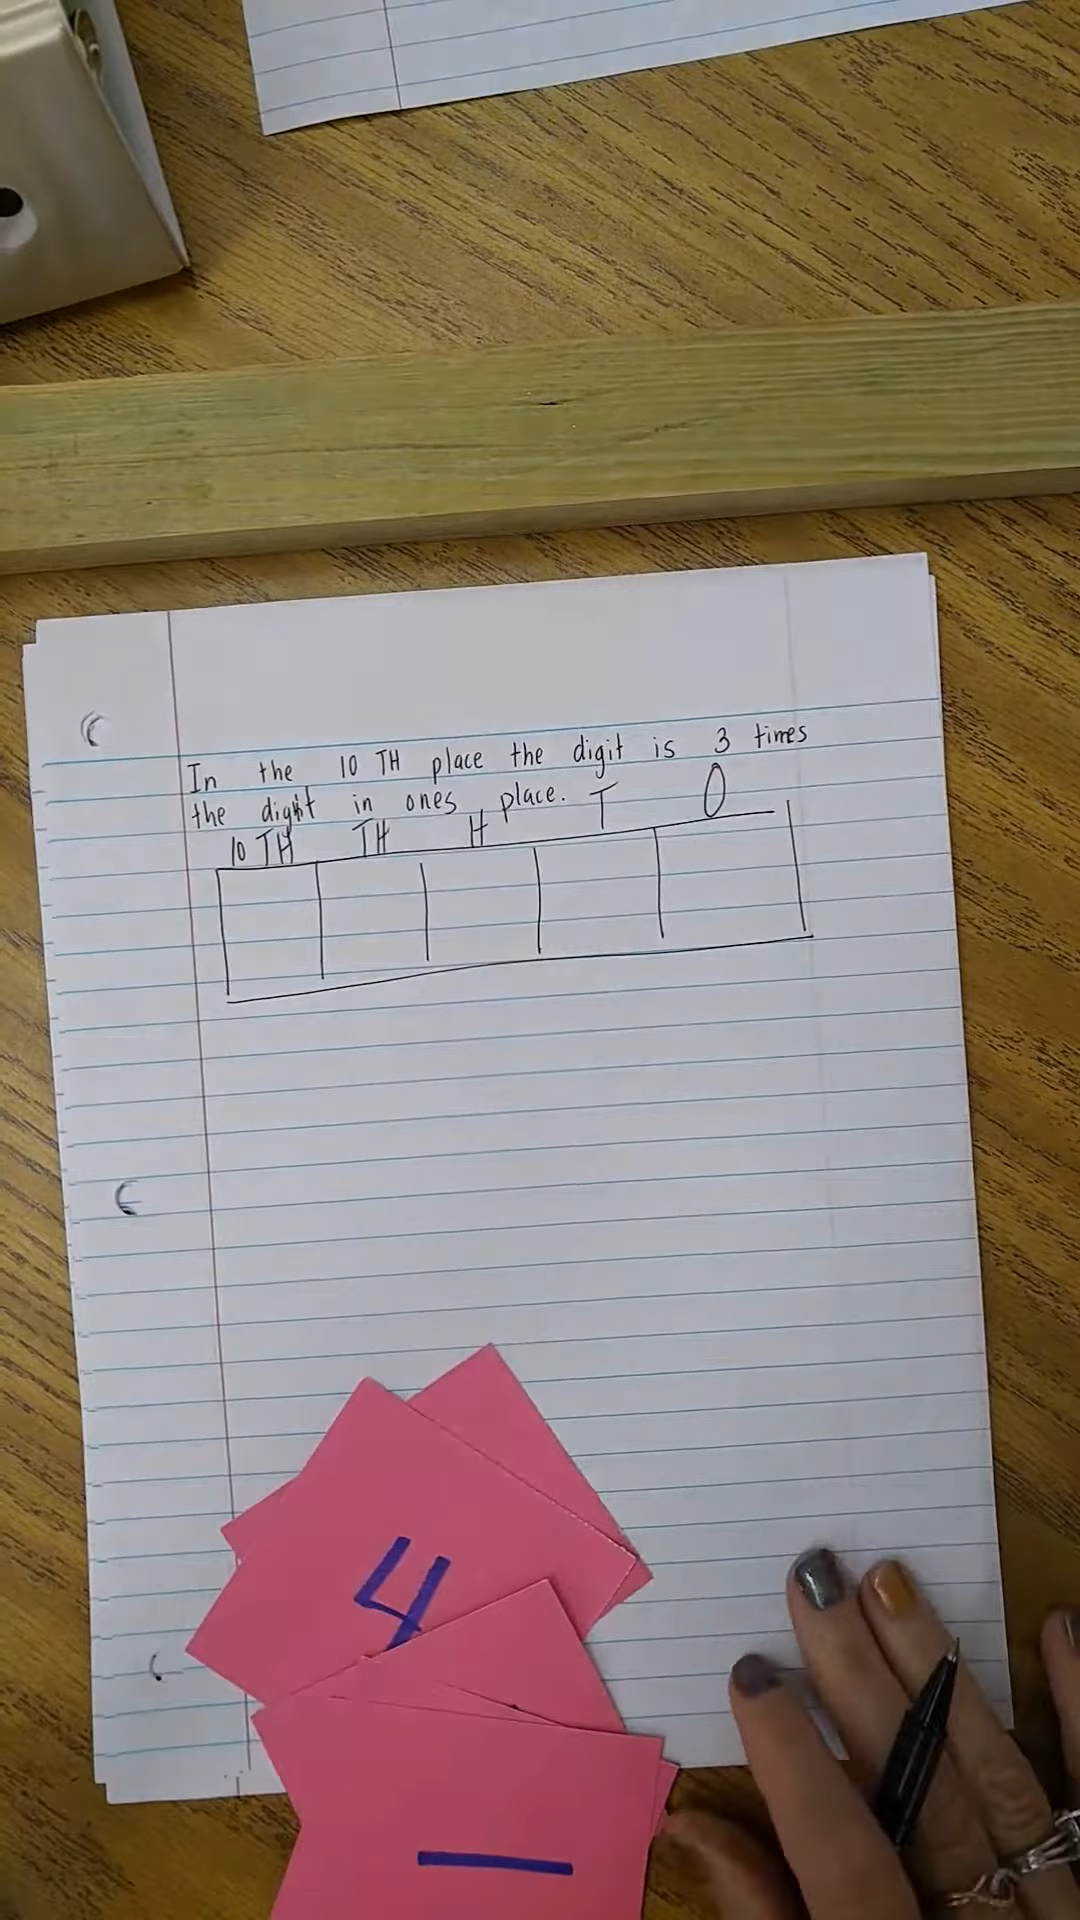 In the 10 TH place the digit is 3 times
the digit in ones place.
10 TH TH H T O
4